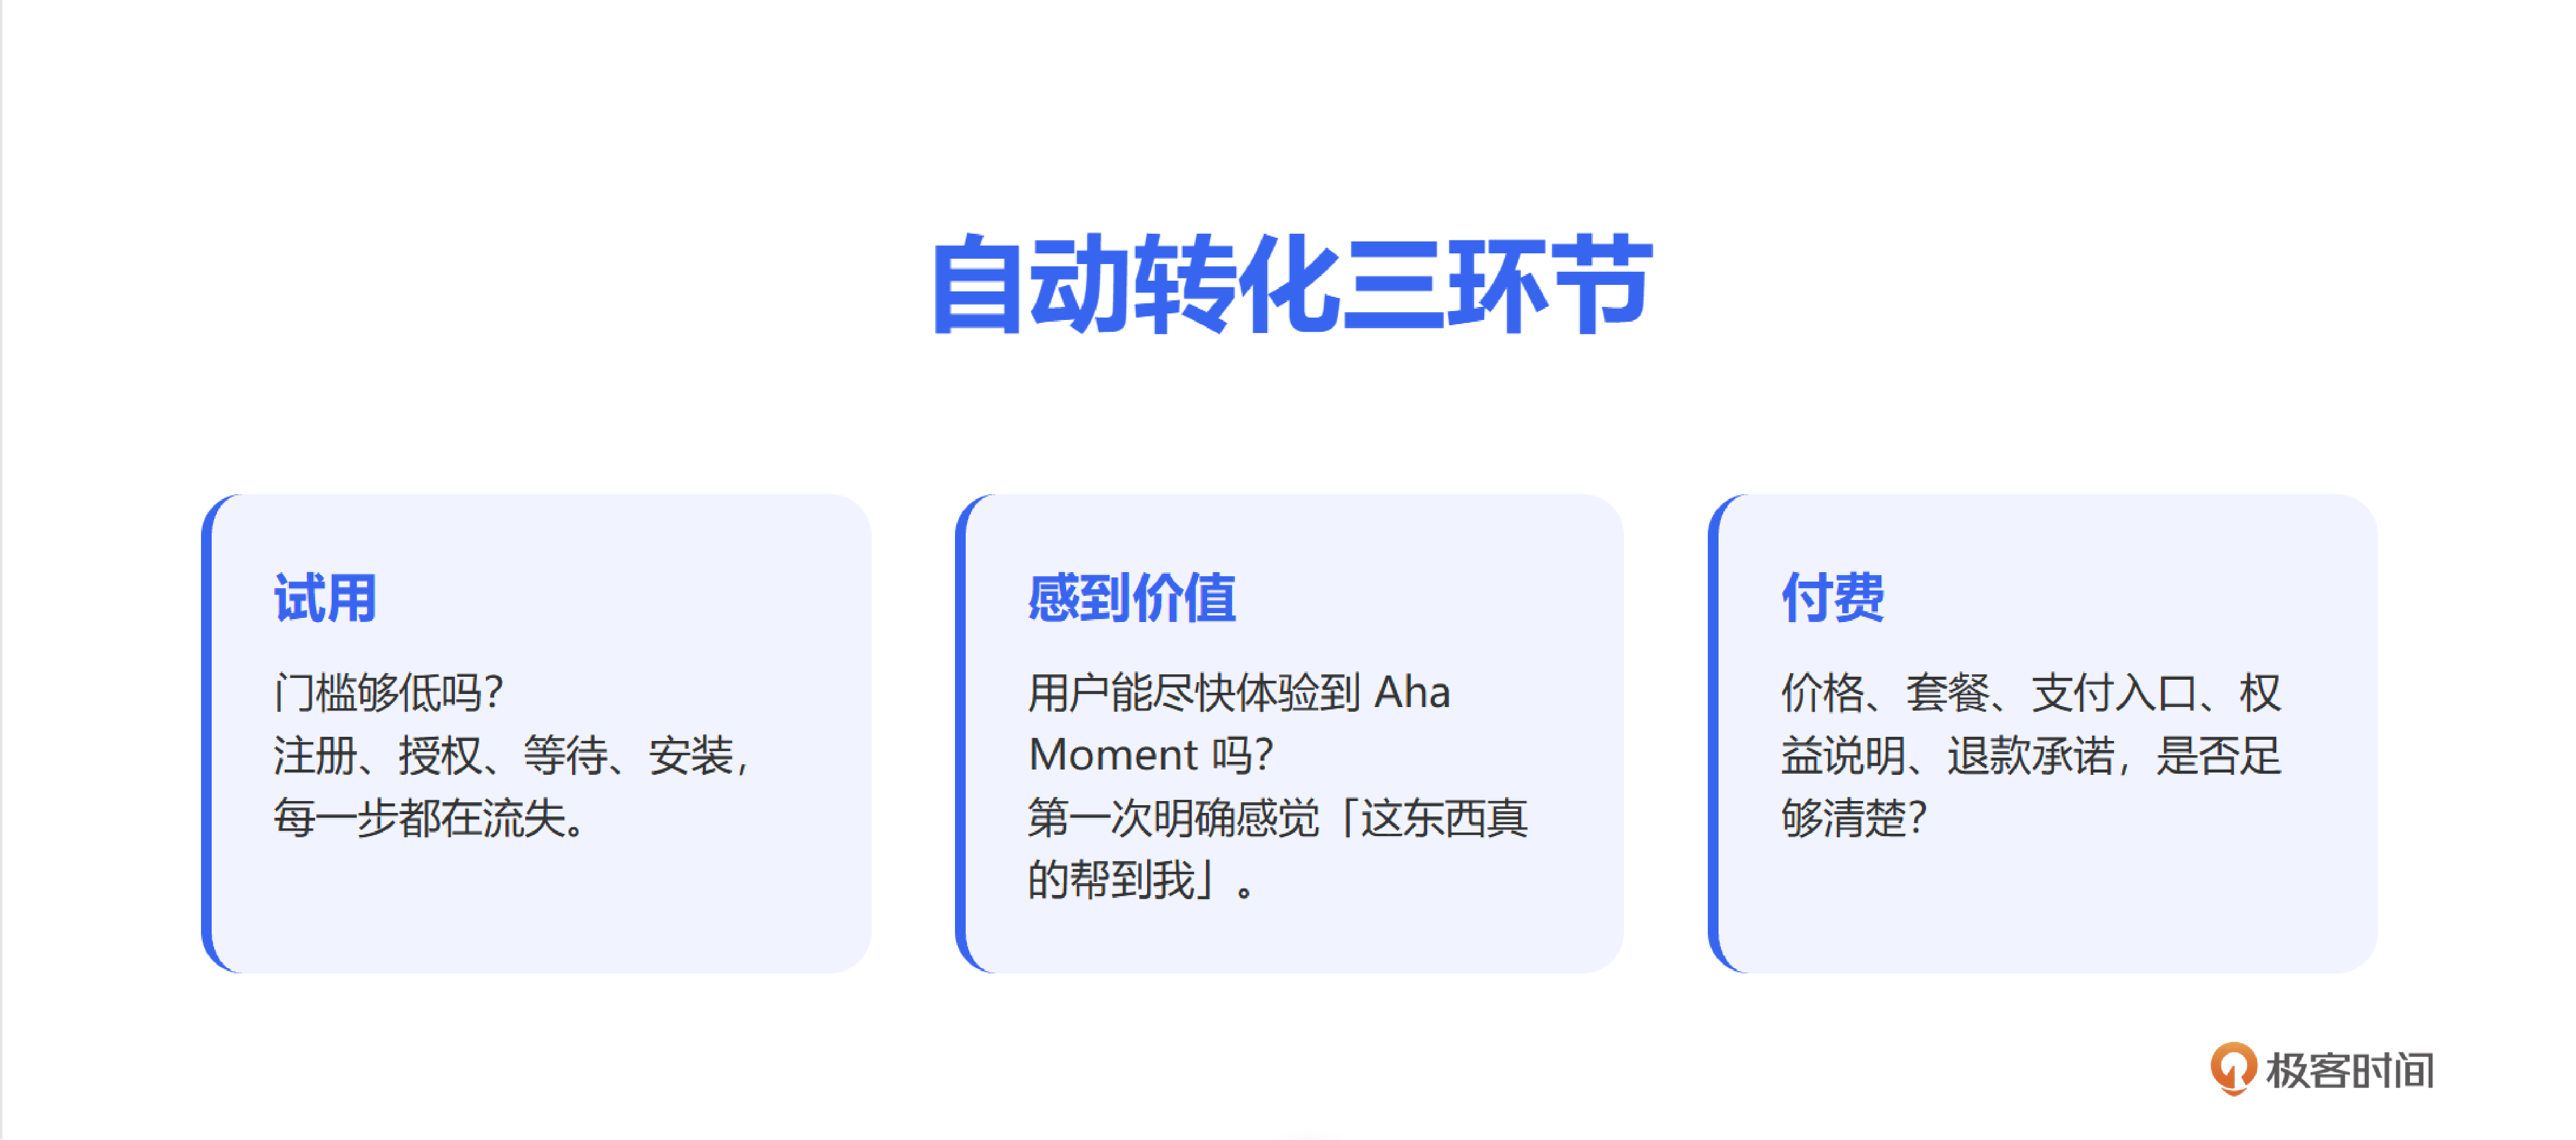 自动转化三环节
试用
门槛够低吗？
注册、授权、等待、安装，
每一步都在流失。
感到价值
用户能尽快体验到 Aha
Moment 吗？
第一次明确感觉「这东西真
的帮到我」。
付费
价格、套餐、支付入口、权
益说明、退款承诺，是否足
够清楚？
极客时间